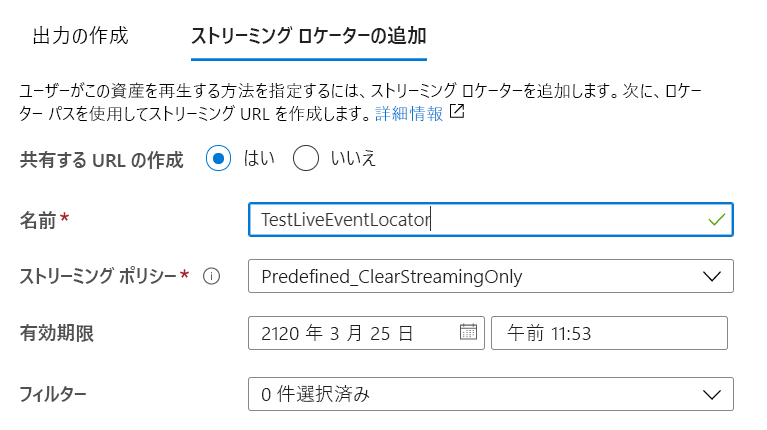 出力の作成 ストリーミング ロケーターの追加
ユーザーがこの資産を再生する方法を指定するには、ストリーミング ロケーターを追加します。次に、ロケー
ター パスを使用してストリーミング URL を作成します。詳細情報
共有する URL の作成 はい いいえ
名前* TestLiveEventLocator
ストリーミング ポリシー* Predefined_ClearStreamingOnly
有効期限 2120 年 3 月 25 日 午前 11:53
フィルター 0 件選択済み